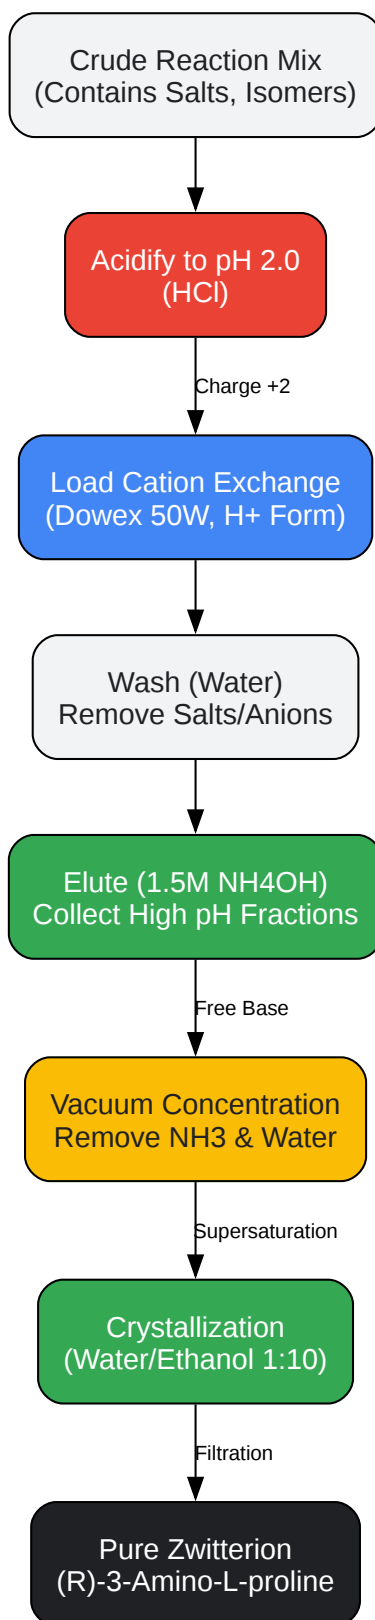 Crude Reaction Mix
(Contains Salts, Isomers)
Acidify to pH 2.0
(HCl)
Charge +2
Load Cation Exchange
(Dowex 50W, H+ Form)
Wash (Water)
Remove Salts/Anions
Elute (1.5M NH4OH)
Collect High pH Fractions
Free Base
Vacuum Concentration
Remove NH3 & Water
Supersaturation
Crystallization
(Water/Ethanol 1:10)
Filtration
Pure Zwitterion
(R)-3-Amino-L-proline